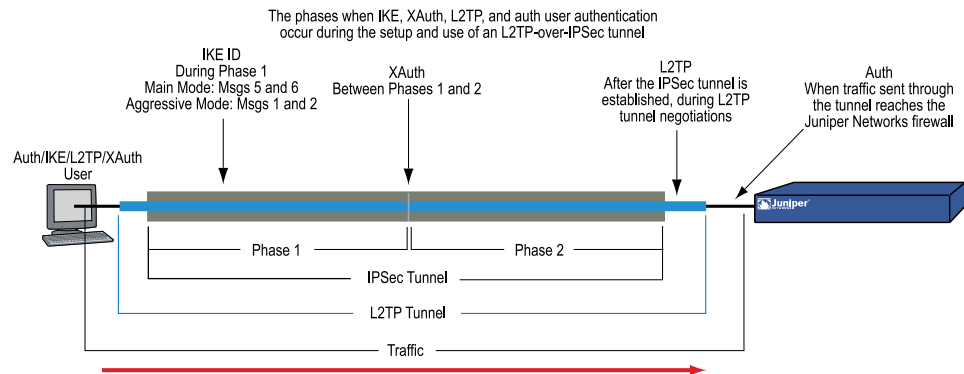 The phases when IKE, XAuth, L2TP, and auth user authentication
occur during the setup and use of an L2TP-over-IPSec tunnel
IKE ID
During Phase 1
Main Mode: Msgs 5 and 6
Aggressive Mode: Msgs 1 and 2
XAuth
Between Phases 1 and 2
L2TP
After the IPSec tunnel is
established, during L2TP
tunnel negotiations
Auth
When traffic sent through
the tunnel reaches the
Juniper Networks firewall
Auth/IKE/L2TP/XAuth
User
Juniper
Phase 1
Phase 2
IPSec Tunnel
L2TP Tunnel
Traffic